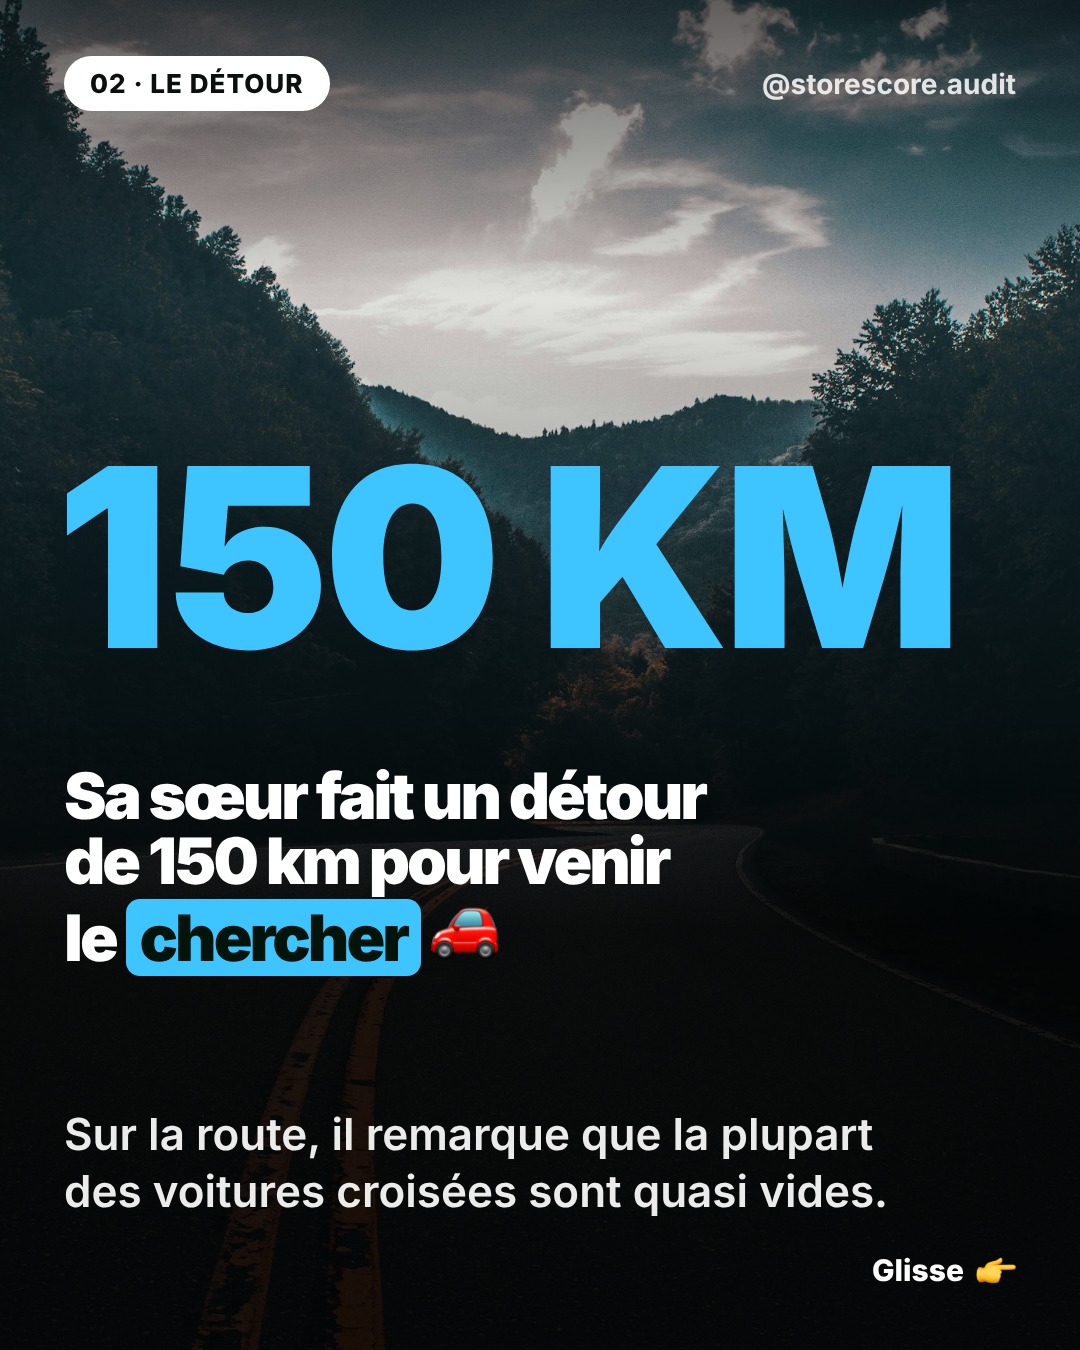 02 · LE DÉTOUR
@storescore.audit
150 KM
Sa sœur fait un détour
de 150 km pour venir
le chercher 🚗
Sur la route, il remarque que la plupart
des voitures croisées sont quasi vides.
Glisse 👉